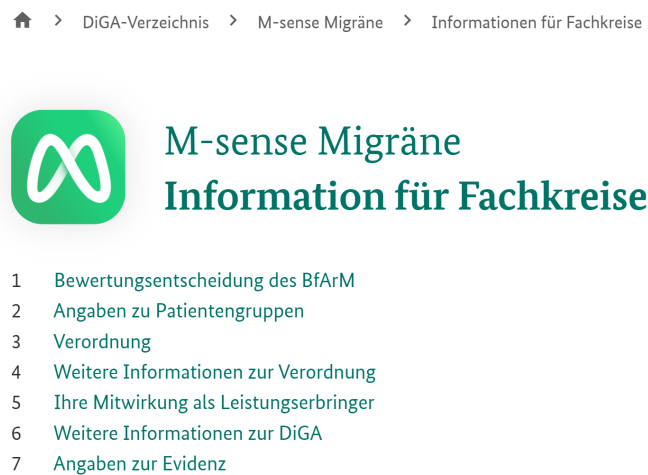 DiGA-Verzeichnis > M-sense Migräne > Informationen für Fachkreise
M-sense Migräne
Information für Fachkreise
1 Bewertungsentscheidung des BfArM
2 Angaben zu Patientengruppen
3 Verordnung
4 Weitere Informationen zur Verordnung
5 Ihre Mitwirkung als Leistungserbringer
6 Weitere Informationen zur DiGA
7 Angaben zur Evidenz